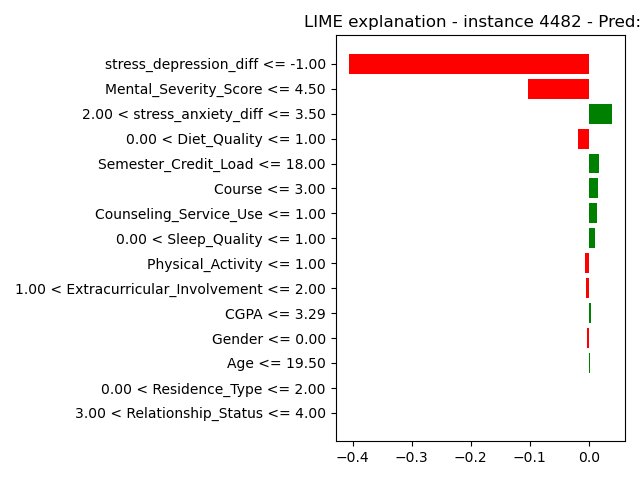 LIME explanation - instance 4482 - Pred:
stress_depression_diff <= -1.00
Mental_Severity_Score <= 4.50
2.00 < stress_anxiety_diff <= 3.50
0.00 < Diet_Quality <= 1.00
Semester_Credit_Load <= 18.00
Course <= 3.00
Counseling_Service_Use <= 1.00
0.00 < Sleep_Quality <= 1.00
Physical_Activity <= 1.00
1.00 < Extracurricular_Involvement <= 2.00
CGPA <= 3.29
Gender <= 0.00
Age <= 19.50
0.00 < Residence_Type <= 2.00
3.00 < Relationship_Status <= 4.00
−0.4 −0.3 −0.2 −0.1 0.0